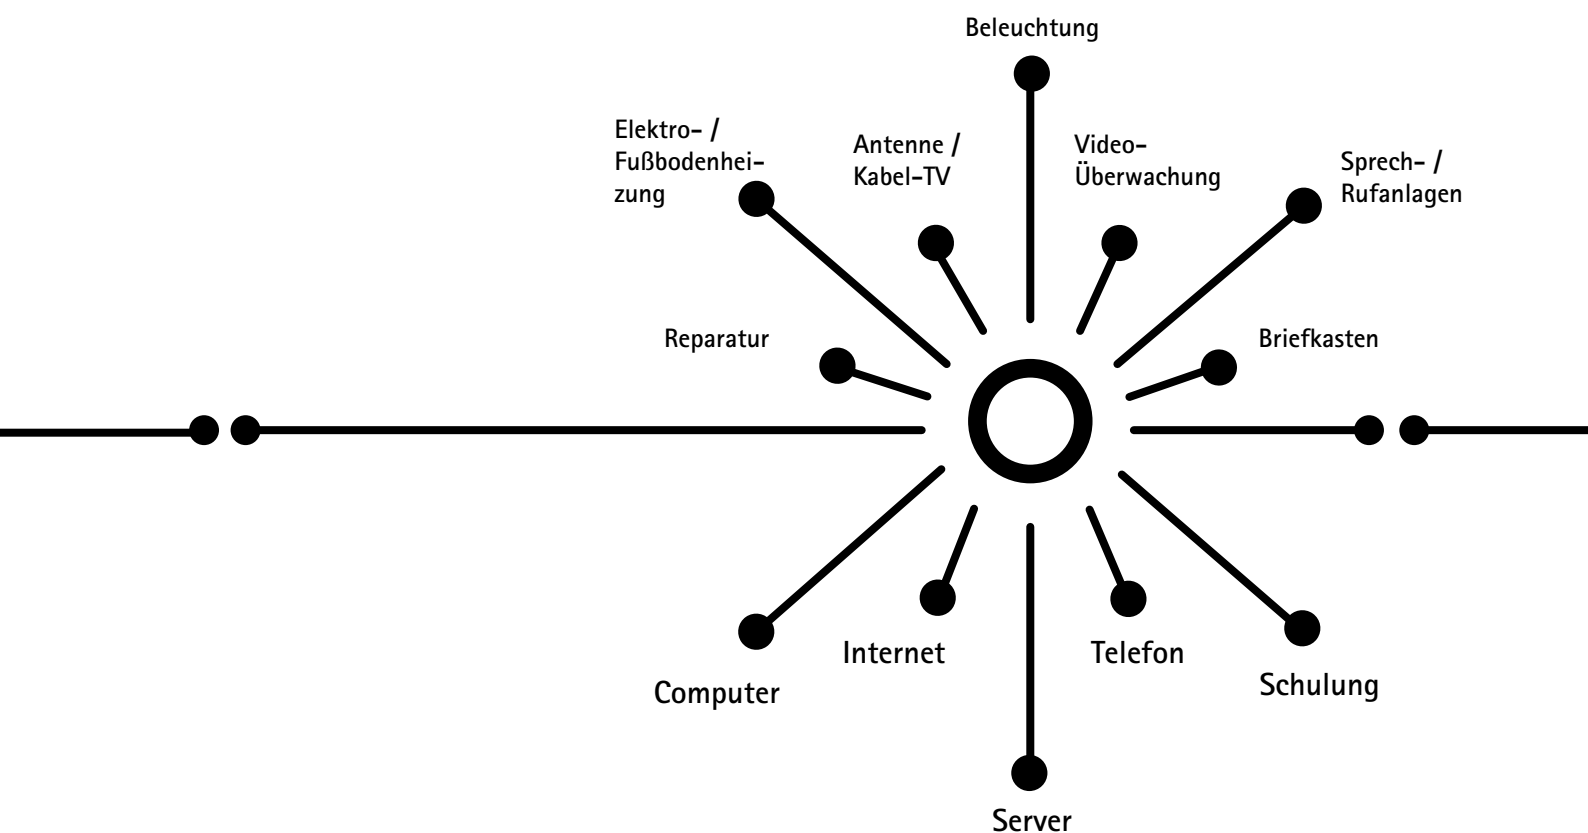 Beleuchtung
Elektro- /
Fußbodenhei-
zung
Antenne /
Kabel-TV
Video-
Überwachung
Sprech- /
Rufanlagen
Reparatur
Briefkasten
Internet
Telefon
Computer
Schulung
Server